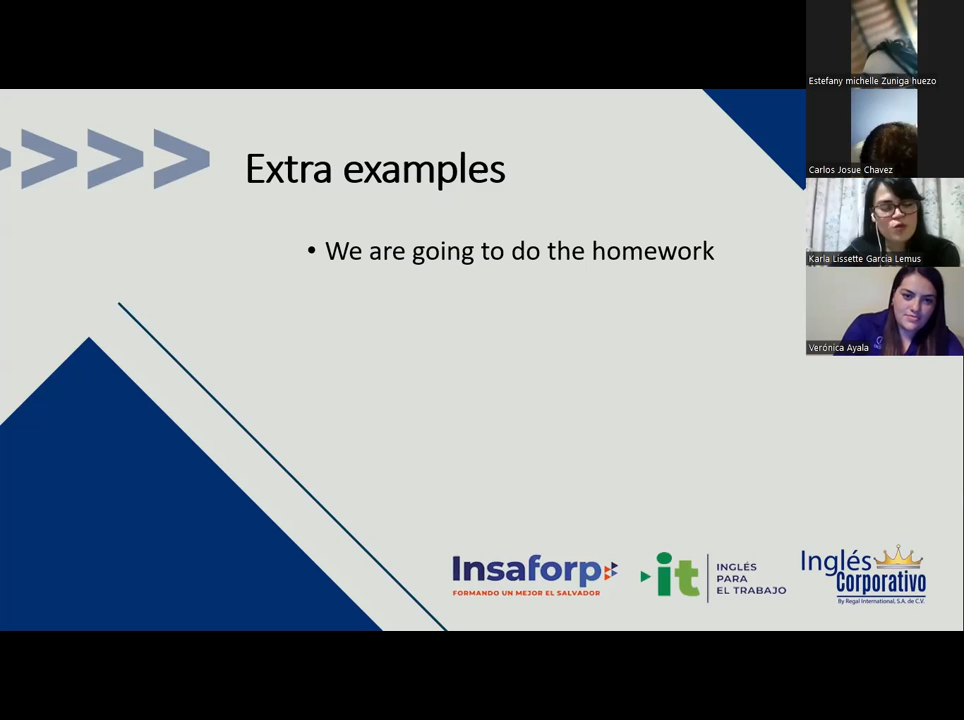 Estefany michelle Zuniga huezo
Carlos Josue Chavez
Karla Lissette Garcia Lemus
Verónica Ayala
>>>>
Extra examples
• We are going to do the homework
Insaforp
FORMANDO UN MEJOR EL SALVADOR
it
INGLÉS
PARA
EL TRABAJO
Inglés
Corporativo
By Regal International, S.A. de C.V.